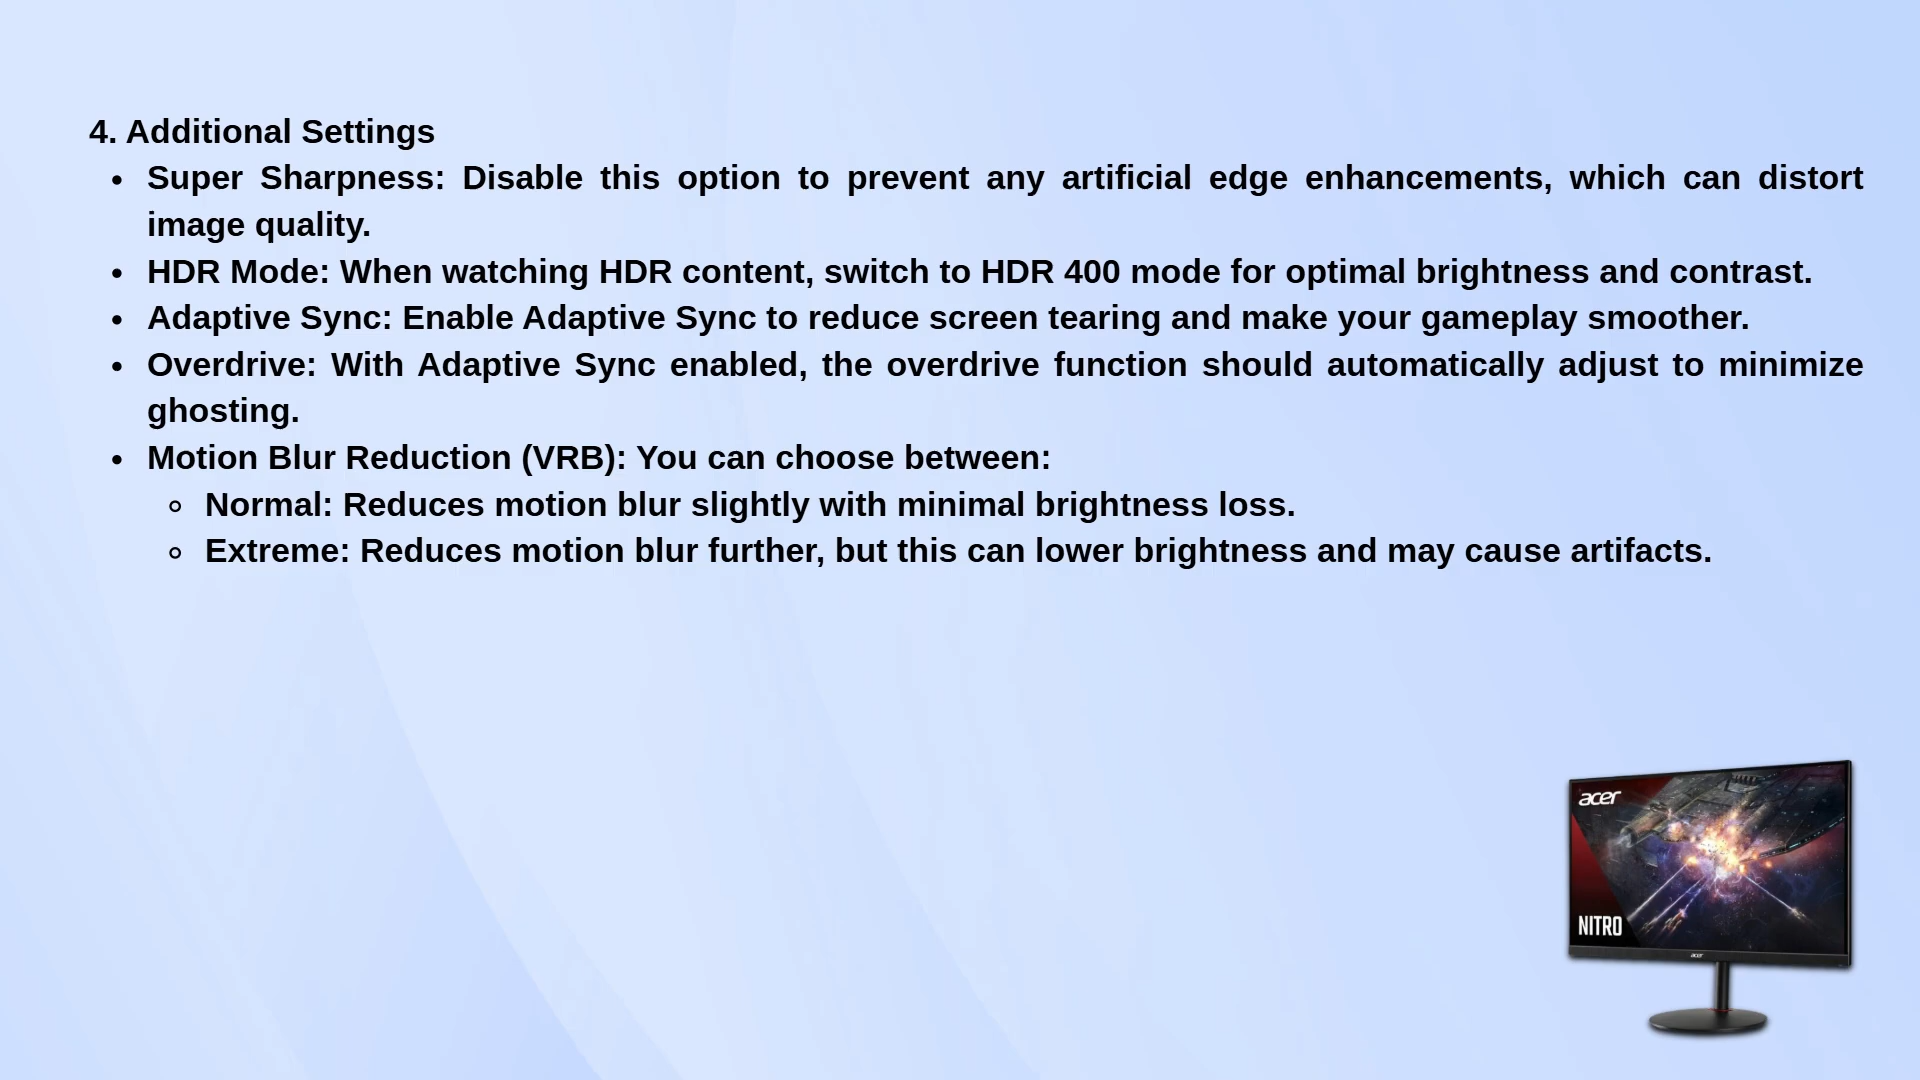 4. Additional Settings
• Super Sharpness: Disable this option to prevent any artificial edge enhancements, which can distort
image quality.
• HDR Mode: When watching HDR content, switch to HDR 400 mode for optimal brightness and contrast.
• Adaptive Sync: Enable Adaptive Sync to reduce screen tearing and make your gameplay smoother.
• Overdrive: With Adaptive Sync enabled, the overdrive function should automatically adjust to minimize
ghosting.
• Motion Blur Reduction (VRB): You can choose between:
◦ Normal: Reduces motion blur slightly with minimal brightness loss.
◦ Extreme: Reduces motion blur further, but this can lower brightness and may cause artifacts.
acer
NITRO
acer